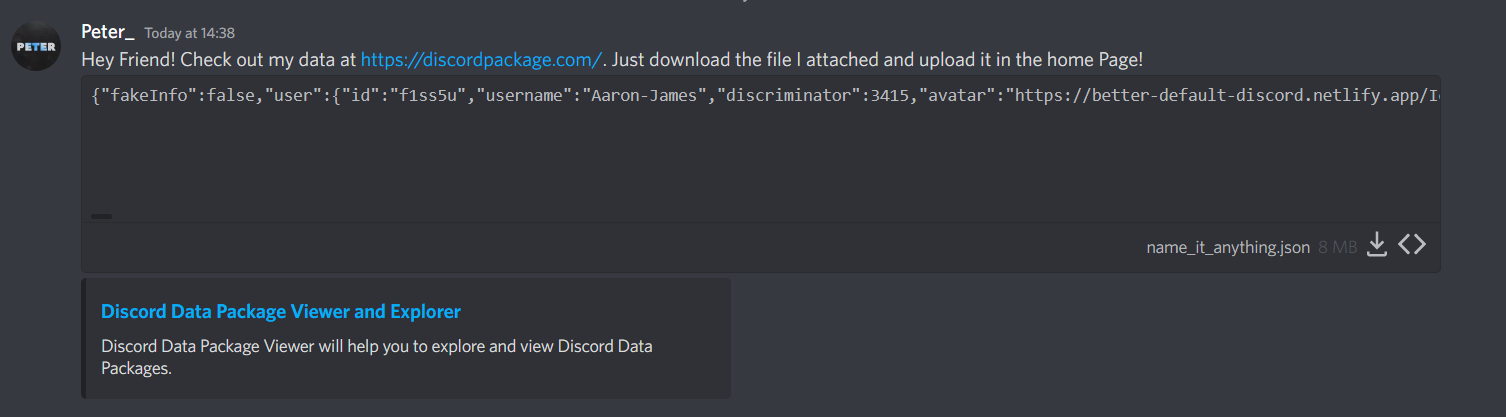 Peter_ Today at 14:38
PETER
Hey Friend! Check out my data at https://discordpackage.com/. Just download the file I attached and upload it in the home Page!
{"fakeInfo":false,"user":{"id":"f1ss5u","username":"Aaron-James","discriminator":3415,"avatar":"https://better-default-discord.netlify.app/I
name_it_anything.json 8 MB
Discord Data Package Viewer and Explorer
Discord Data Package Viewer will help you to explore and view Discord Data
Packages.